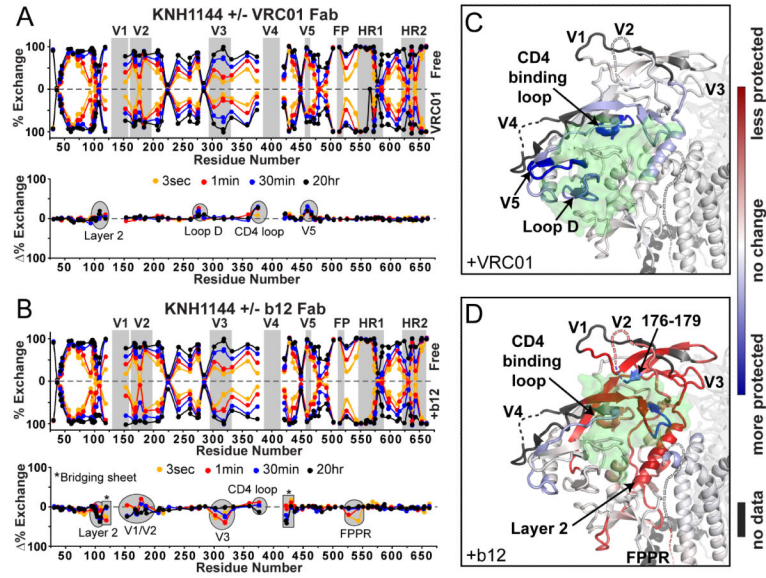 A
KNH1144 +/- VRC01 Fab
V1 V2 V3 V4 V5 FP HR1 HR2
100
0
100
% Exchange
Free
VRC01
50 100 150 200 250 300 350 400 450 500 550 600 650
Residue Number
3sec 1min 30min 20hr
100
50
0
50
100
Δ% Exchange
Layer 2
Loop D
CD4 loop
V5
50 100 150 200 250 300 350 400 450 500 550 600 650
Residue Number
B
KNH1144 +/- b12 Fab
V1 V2 V3 V4 V5 FP HR1 HR2
100
0
100
% Exchange
Free
+b12
50 100 150 200 250 300 350 400 450 500 550 600 650
Residue Number
*Bridging sheet
3sec 1min 30min 20hr
100
50
0
50
100
Δ% Exchange
*
*
Layer 2
V1/V2
V3
CD4 loop
FPPR
50 100 150 200 250 300 350 400 450 500 550 600 650
Residue Number
C
V1
V2
CD4
binding
loop
V3
V4
V5
Loop D
+VRC01
D
V1
V2
176-179
CD4
binding
loop
V3
V4
Layer 2
FPPR
+b12
less protected
no change
more protected
no data